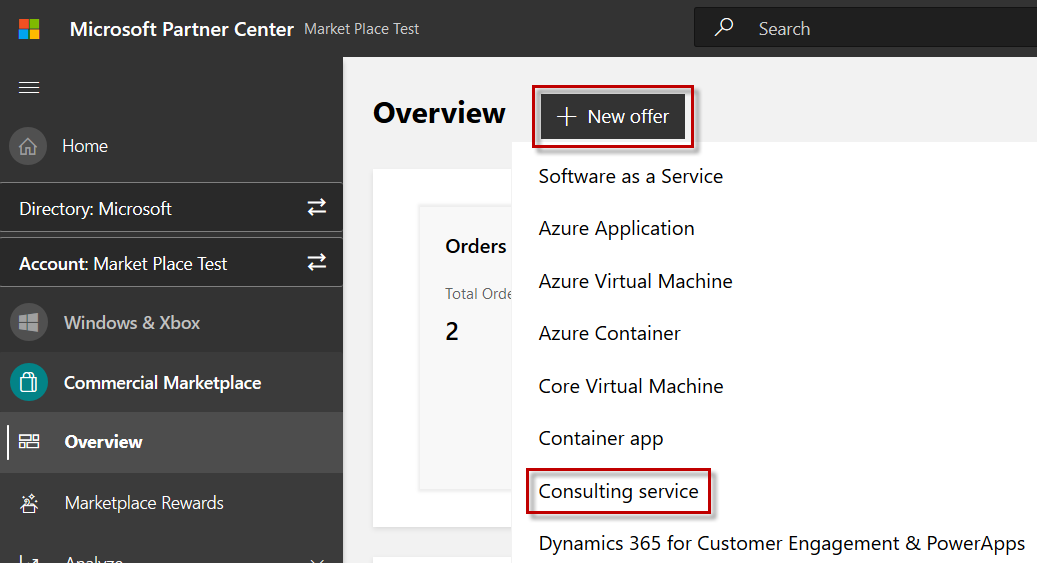 Microsoft Partner Center Market Place Test
Search
Home
Directory: Microsoft
Account: Market Place Test
Windows & Xbox
Commercial Marketplace
Overview
Marketplace Rewards
Analyze
Overview
New offer
Orders
Total Orde
2
Software as a Service
Azure Application
Azure Virtual Machine
Azure Container
Core Virtual Machine
Container app
Consulting service
Dynamics 365 for Customer Engagement & PowerApps